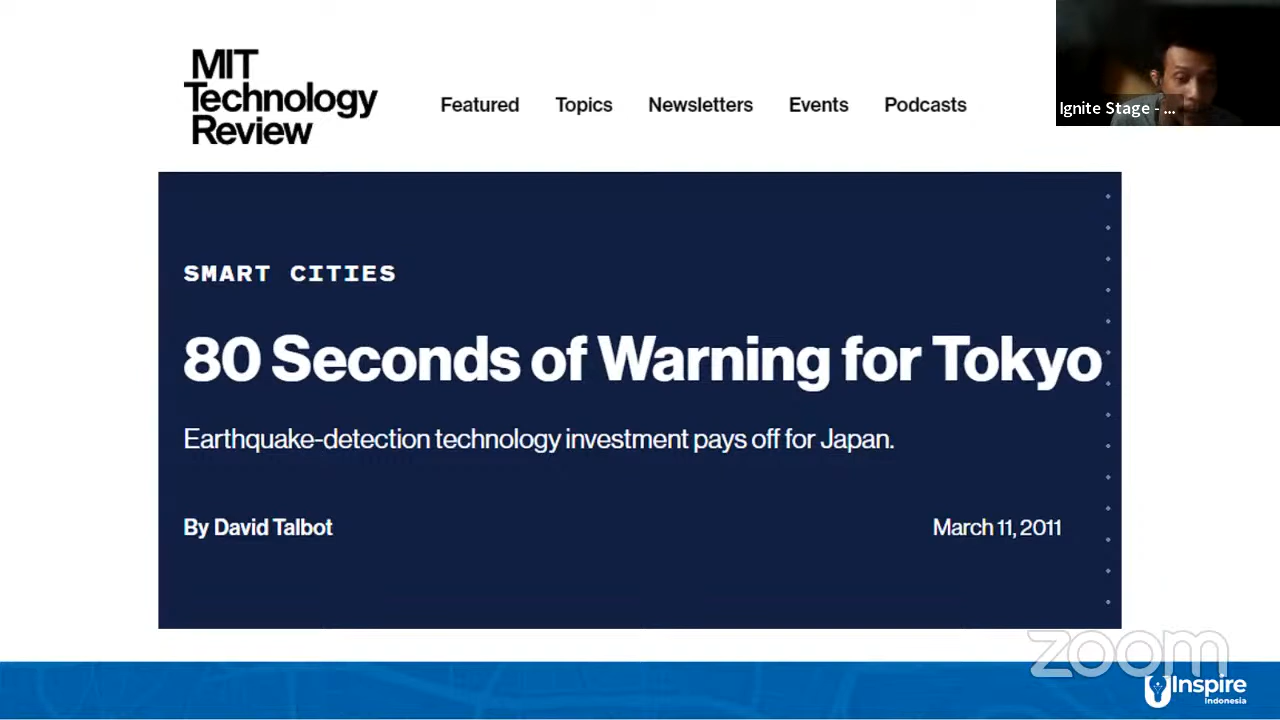 MIT
Technology
Review
Featured Topics Newsletters Events Podcasts
Ignite Stage - ...
SMART CITIES
80 Seconds of Warning for Tokyo
Earthquake-detection technology investment pays off for Japan.
By David Talbot
March 11, 2011
zoom
Inspire
Indonesia